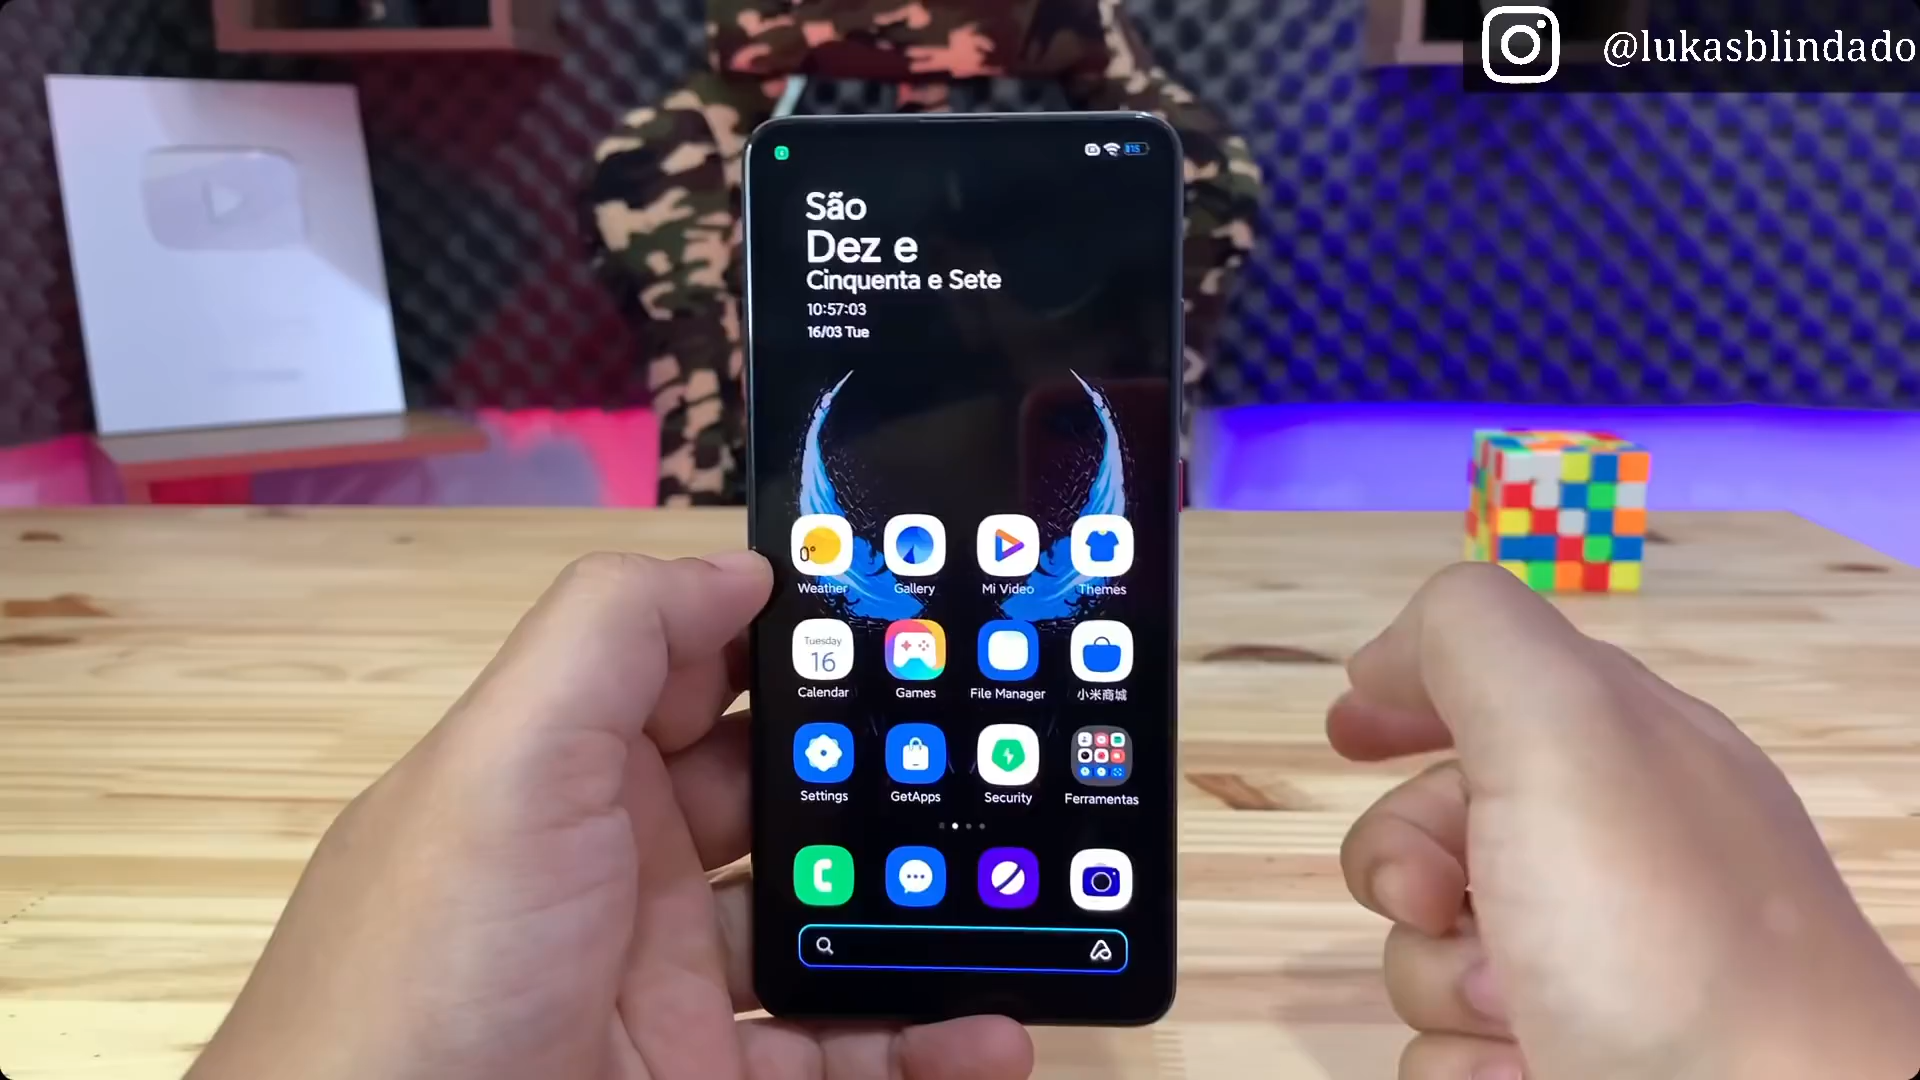 @lukasblindado
São
Dez e
Cinquenta e Sete
10:57:03
16/03 Tue
0°
Weather
Gallery
Mi Video
Themes
Tuesday
16
Calendar
Games
File Manager
小米商城
Settings
GetApps
Security
Ferramentas